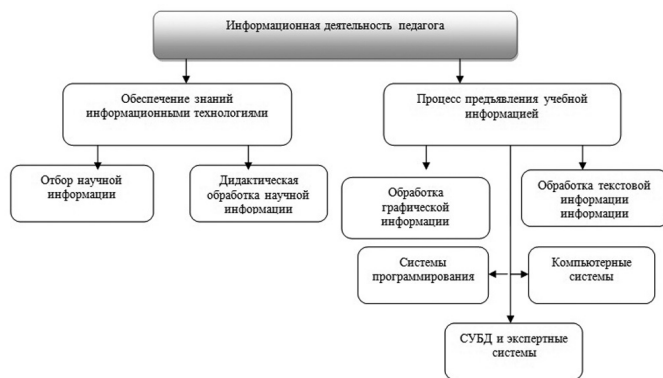 Информационная деятельность педагога
Обеспечение знаний
информационными технологиями
Процесс предъявления учебной
информацией
Отбор научной
информации
Дидактическая
обработка научной
информации
Обработка
графической
информации
Обработка текстовой
информации
информации
Системы
программирования
Компьютерные
системы
СУБД и экспертные
системы